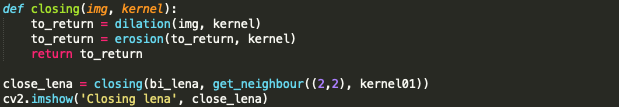 def closing(img, kernel):
    to_return = dilation(img, kernel)
    to_return = erosion(to_return, kernel)
    return to_return
close_lena = closing(bi_lena, get_neighbour((2,2), kernel01))
cv2.imshow('Closing lena', close_lena)